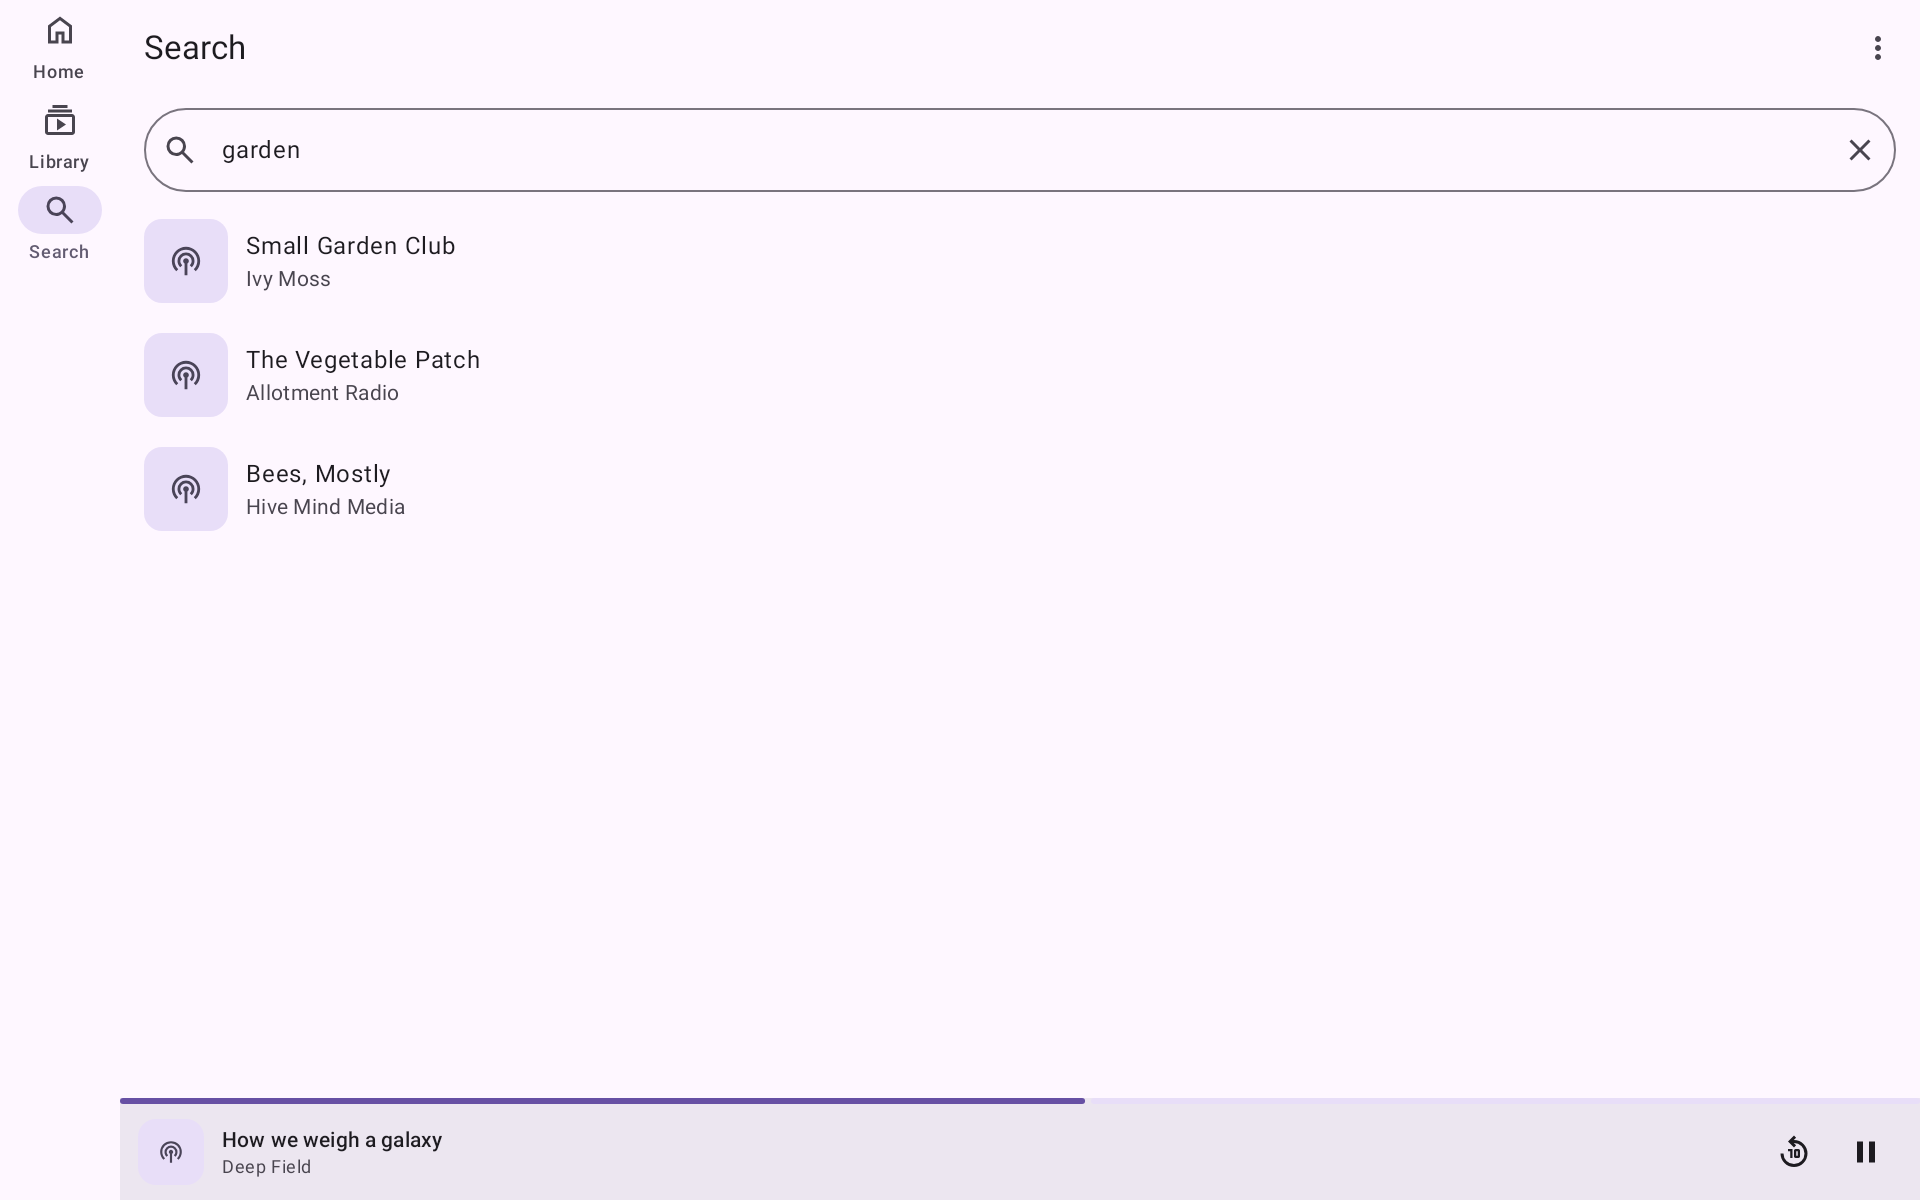 Home
Library
Search
Search
garden
Small Garden Club
Ivy Moss
The Vegetable Patch
Allotment Radio
Bees, Mostly
Hive Mind Media
How we weigh a galaxy
Deep Field
10